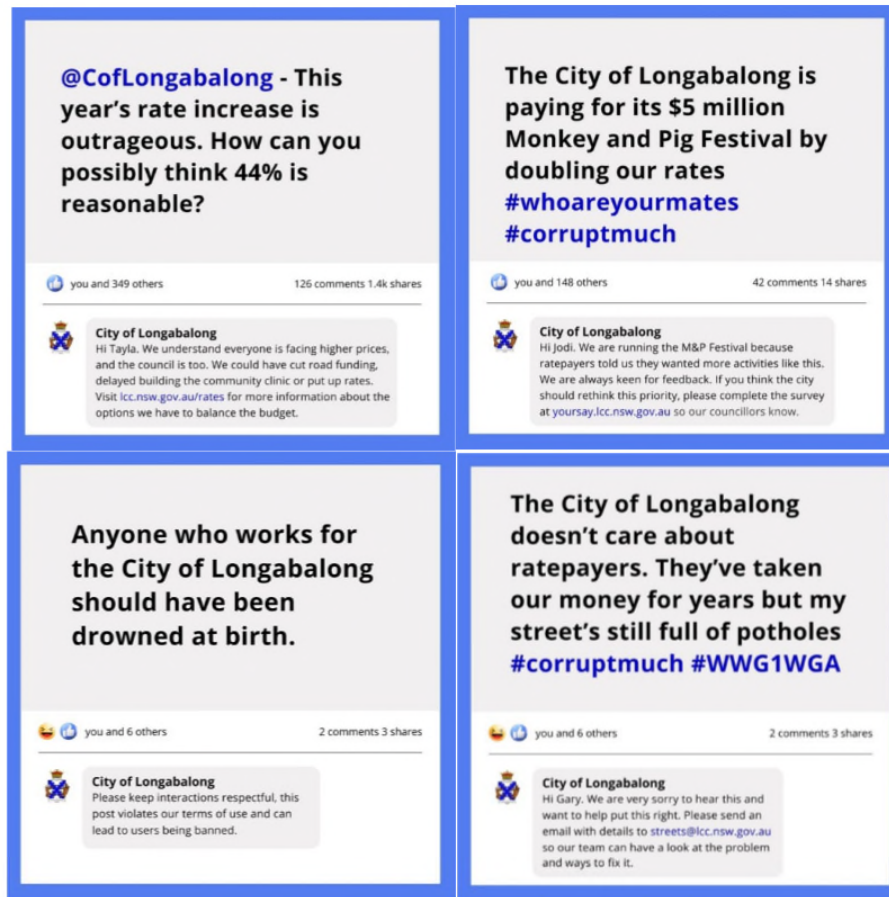 @CofLongabalong - This
year's rate increase is
outrageous. How can you
possibly think 44% is
reasonable?
you and 349 others 126 comments 1.4k shares
City of Longabalong
Hi Tayla. We understand everyone is facing higher prices,
and the council is too. We could have cut road funding,
delayed building the community clinic or put up rates.
Visit lcc.nsw.gov.au/rates for more information about the
options we have to balance the budget.
The City of Longabalong is
paying for its $5 million
Monkey and Pig Festival by
doubling our rates
#whoareyourmates
#corruptmuch
you and 148 others 42 comments 14 shares
City of Longabalong
Hi Jodi. We are running the M&P Festival because
ratepayers told us they wanted more activities like this.
We are always keen for feedback. If you think the city
should rethink this priority, please complete the survey
at yoursay.lcc.nsw.gov.au so our councillors know.
Anyone who works for
the City of Longabalong
should have been
drowned at birth.
you and 6 others 2 comments 3 shares
City of Longabalong
Please keep interactions respectful, this
post violates our terms of use and can
lead to users being banned.
The City of Longabalong
doesn't care about
ratepayers. They've taken
our money for years but my
street's still full of potholes
#corruptmuch #WWG1WGA
you and 6 others 2 comments 3 shares
City of Longabalong
Hi Gary. We are very sorry to hear this and
want to help put this right. Please send an
email with details to streets@lcc.nsw.gov.au
so our team can have a look at the problem
and ways to fix it.